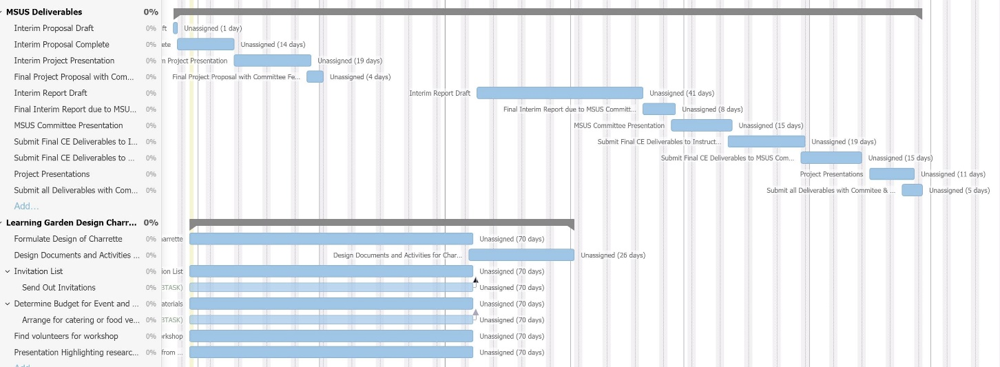 MSUS Deliverables 0%
Interim Proposal Draft 0% ft Unassigned (1 day)
Interim Proposal Complete 0% ete Unassigned (14 days)
Interim Project Presentation 0% m Project Presentation Unassigned (19 days)
Final Project Proposal with Com... 0% Final Project Proposal with Committee Fe... Unassigned (4 days)
Interim Report Draft 0% Interim Report Draft Unassigned (41 days)
Final Interim Report due to MSU... 0% Final Interim Report due to MSUS Committ... Unassigned (8 days)
MSUS Committee Presentation 0% MSUS Committee Presentation Unassigned (15 days)
Submit Final CE Deliverables to I... 0% Submit Final CE Deliverables to Instruct... Unassigned (19 days)
Submit Final CE Deliverables to ... 0% Submit Final CE Deliverables to MSUS Com... Unassigned (15 days)
Project Presentations 0% Project Presentations Unassigned (11 days)
Submit all Deliverables with Com... 0% Submit all Deliverables with Commitee & ... Unassigned (5 days)
Add...
Learning Garden Design Charr... 0%
Formulate Design of Charrette 0% arrette Unassigned (70 days)
Design Documents and Activities ... 0% Design Documents and Activities for Char... Unassigned (26 days)
Invitation List 0% ion List Unassigned (70 days)
Send Out Invitations 0% BTASK) Unassigned (70 days)
Determine Budget for Event and ... 0% aterials Unassigned (70 days)
Arrange for catering or food ve... 0% BTASK) Unassigned (70 days)
Find volunteers for workshop 0% orkshop Unassigned (70 days)
Presentation Highlighting researc... 0% from ... Unassigned (70 days)